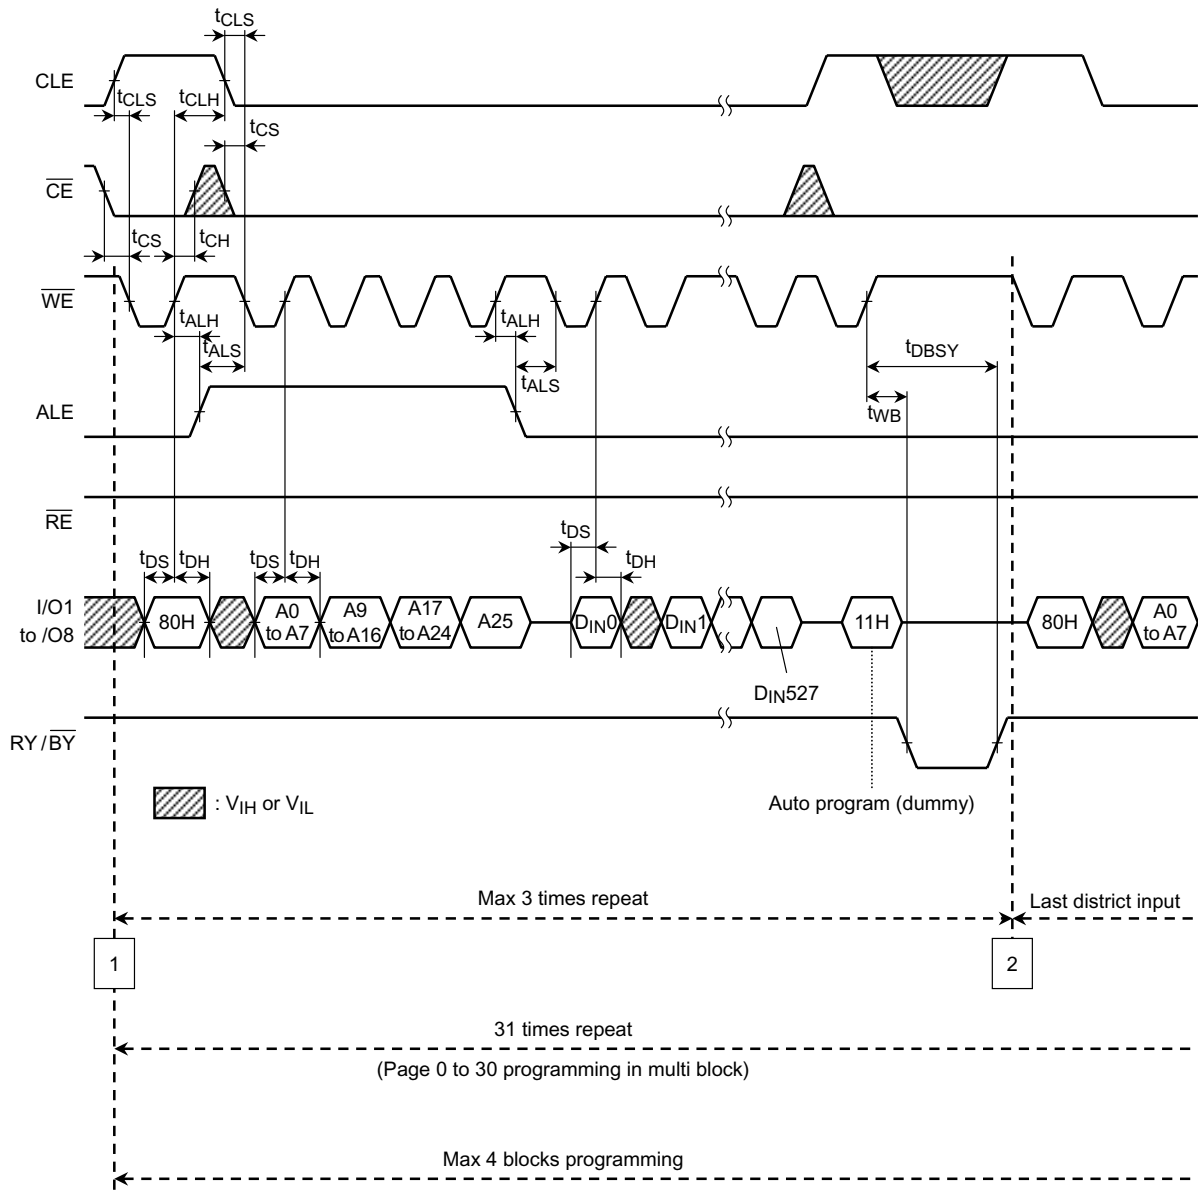 tCLS
CLE
tCLS
tCLH
tCS
CE
tCS
tCH
WE
tALH
tALH
tALS
tDBSY
tALS
ALE
tWB
RE
tDS
tDS
tDH
tDS
tDH
tDH
I/O1
to /O8
80H
A0
to A7
A9
to A16
A17
to A24
A25
DIN0
DIN1
11H
80H
A0
to A7
DIN527
RY/BY
: VIH or VIL
Auto program (dummy)
Max 3 times repeat
Last district input
1
2
31 times repeat
(Page 0 to 30 programming in multi block)
Max 4 blocks programming